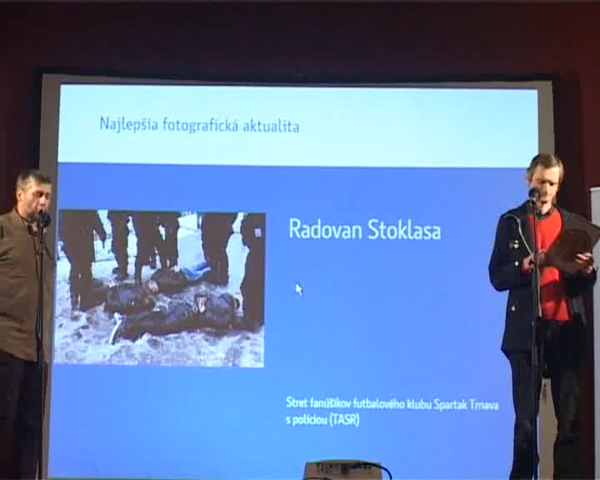 Najlepšia fotografická aktualita
Radovan Stoklasa
Stret fanúšikov futbalového klubu Spartak Trnava
s políciou (TASR)